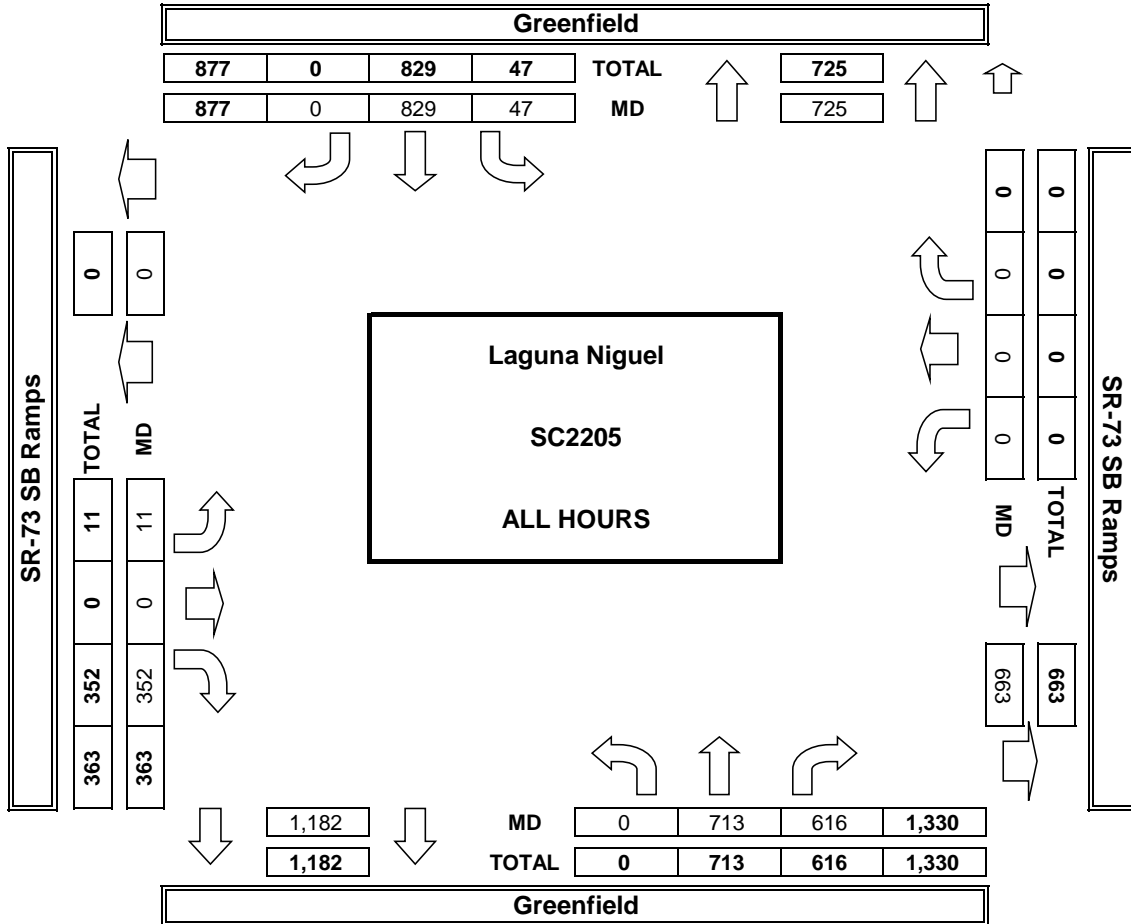 Greenfield
877 0 829 47 TOTAL 725
877 0 829 47 MD 725
SR-73 SB Ramps
0 0
TOTAL MD
11 11
0 0
352 352
363 363
Laguna Niguel
SC2205
ALL HOURS
0 0
0 0
0 0
0 0
MD TOTAL
663 663
SR-73 SB Ramps
1,182 MD 0 713 616 1,330
1,182 TOTAL 0 713 616 1,330
Greenfield